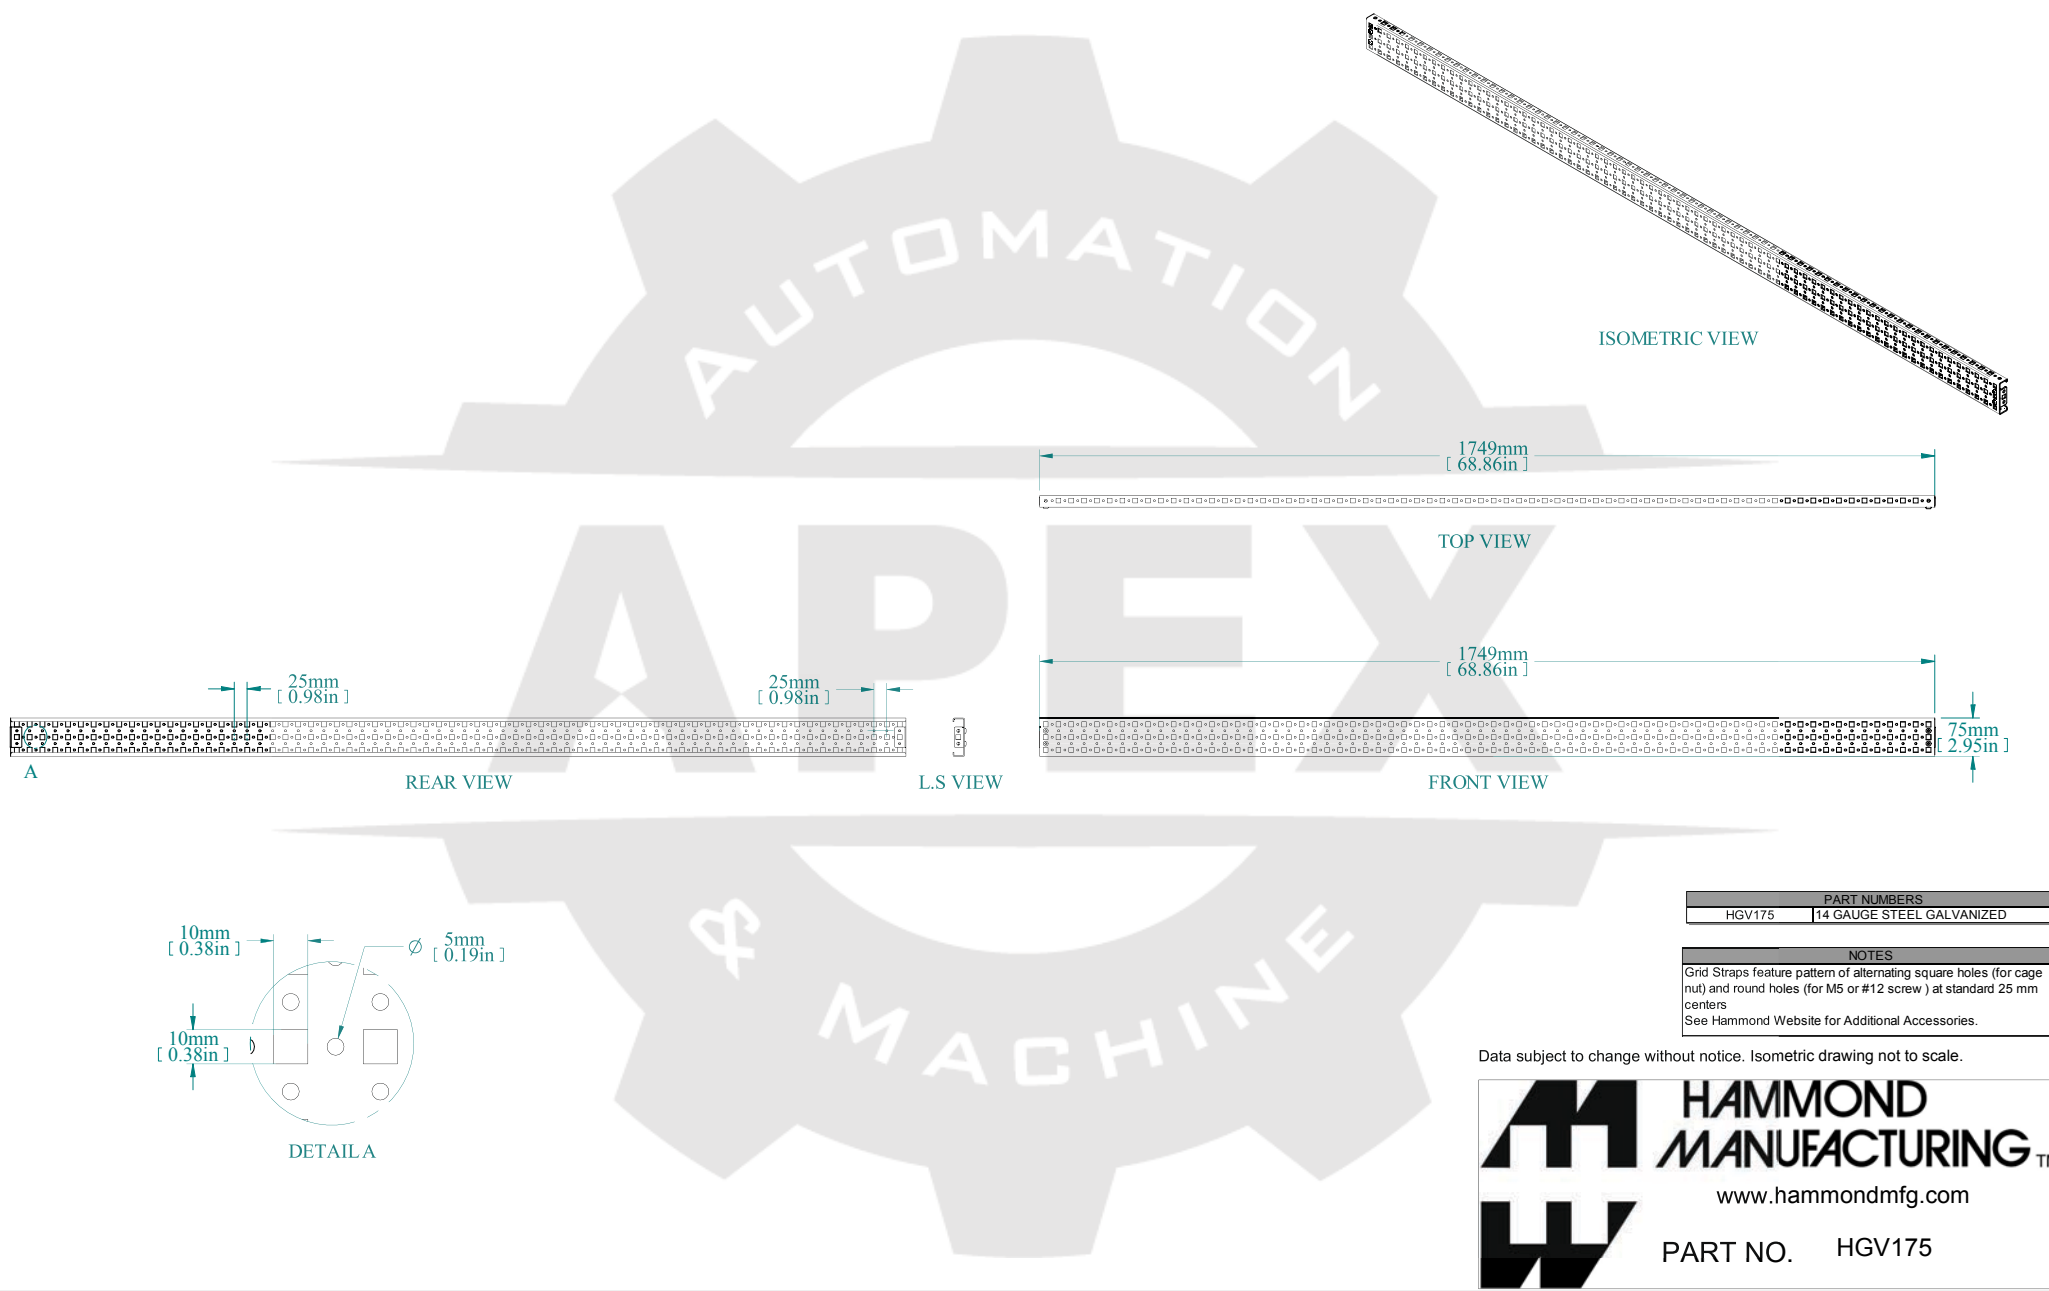 AUTOMATION
APEX
& MACHINE
ISOMETRIC VIEW
1749mm
[ 68.86in ]
TOP VIEW
25mm
[ 0.98in ]
25mm
[ 0.98in ]
1749mm
[ 68.86in ]
75mm
[ 2.95in ]
A
REAR VIEW
L.S VIEW
FRONT VIEW
10mm
[ 0.38in ]
Ø 5mm
[ 0.19in ]
10mm
[ 0.38in ]
DETAIL A
PART NUMBERS
HGV175 14 GAUGE STEEL GALVANIZED
NOTES
Grid Straps feature pattern of alternating square holes (for cage
nut) and round holes (for M5 or #12 screw ) at standard 25 mm
centers
See Hammond Website for Additional Accessories.
Data subject to change without notice. Isometric drawing not to scale.
HAMMOND
MANUFACTURING TM
www.hammondmfg.com
PART NO. HGV175